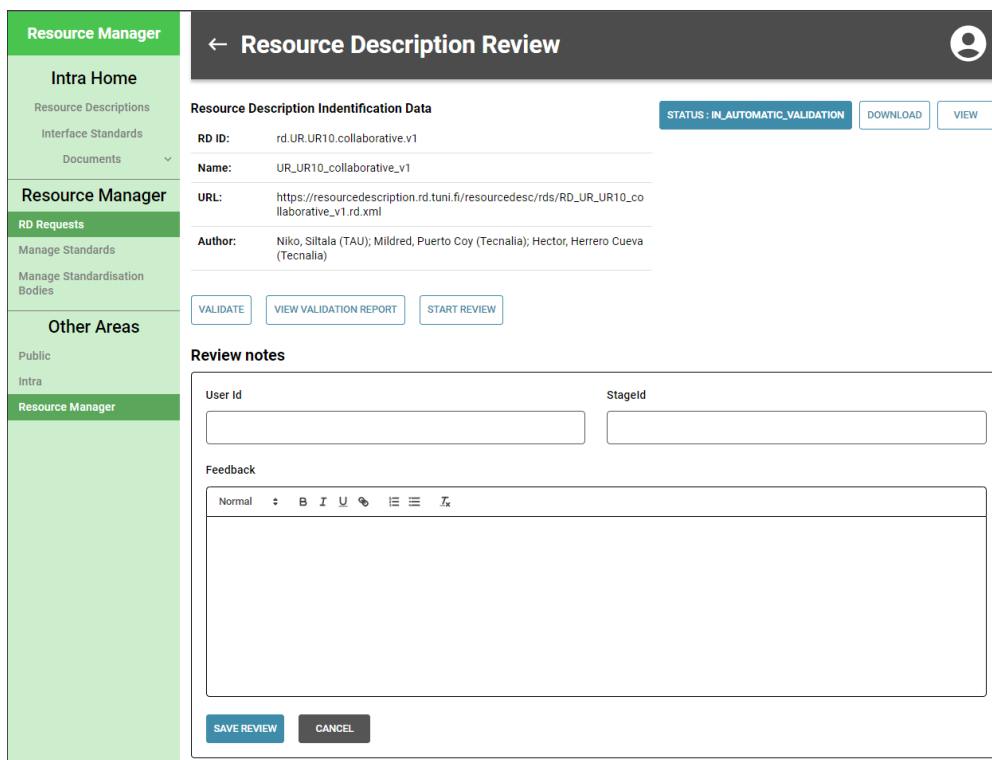 Resource Manager
Intra Home
Resource Descriptions
Interface Standards
Documents
Resource Manager
RD Requests
Manage Standards
Manage Standardisation
Bodies
Other Areas
Public
Intra
Resource Manager
← Resource Description Review
Resource Description Indentification Data
STATUS : IN_AUTOMATIC_VALIDATION
DOWNLOAD
VIEW
RD ID: rd.UR.UR10.collaborative.v1
Name: UR_UR10_collaborative_v1
URL: https://resourcedescription.rd.tuni.fi/resourcedesc/rds/RD_UR_UR10_co
llaborative_v1.rd.xml
Author: Niko, Siltala (TAU); Mildred, Puerto Coy (Tecnalia); Hector, Herrero Cueva
(Tecnalia)
VALIDATE
VIEW VALIDATION REPORT
START REVIEW
Review notes
User Id
StageId
Feedback
Normal B I U
SAVE REVIEW
CANCEL